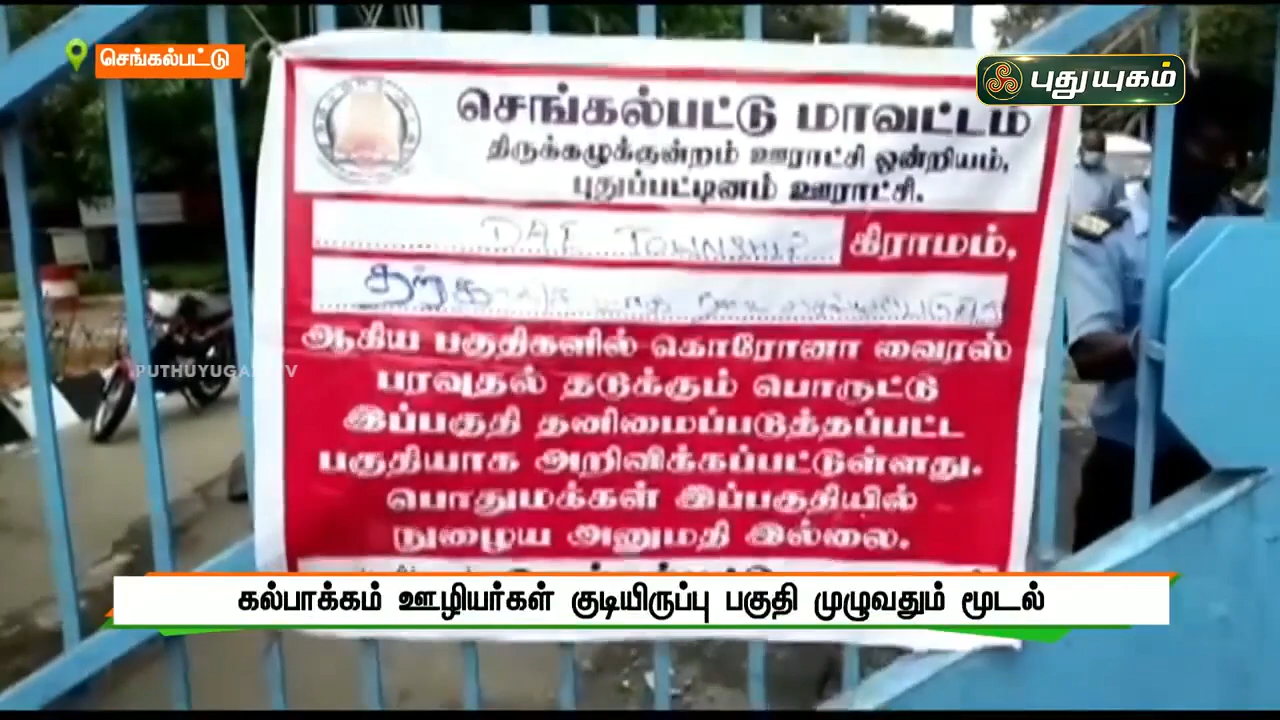 செங்கல்பட்டு
புதுயுகம்
செங்கல்பட்டு மாவட்டம்
திருக்கழுக்குன்றம் ஊராட்சி ஒன்றியம்,
புதுப்பட்டினம் ஊராட்சி.
DAE TOWNSHIP கிராமம்,
ஆகிய பகுதிகளில் கொரோனா வைரஸ்
பரவுதல் தடுக்கும் பொருட்டு
இப்பகுதி தனிமைப்படுத்தப்பட்ட
பகுதியாக அறிவிக்கப்பட்டுள்ளது.
பொதுமக்கள் இப்பகுதியில்
நுழைய அனுமதி இல்லை.
PUTHUYUGAM TV
கல்பாக்கம் ஊழியர்கள் குடியிருப்பு பகுதி முழுவதும் மூடல்